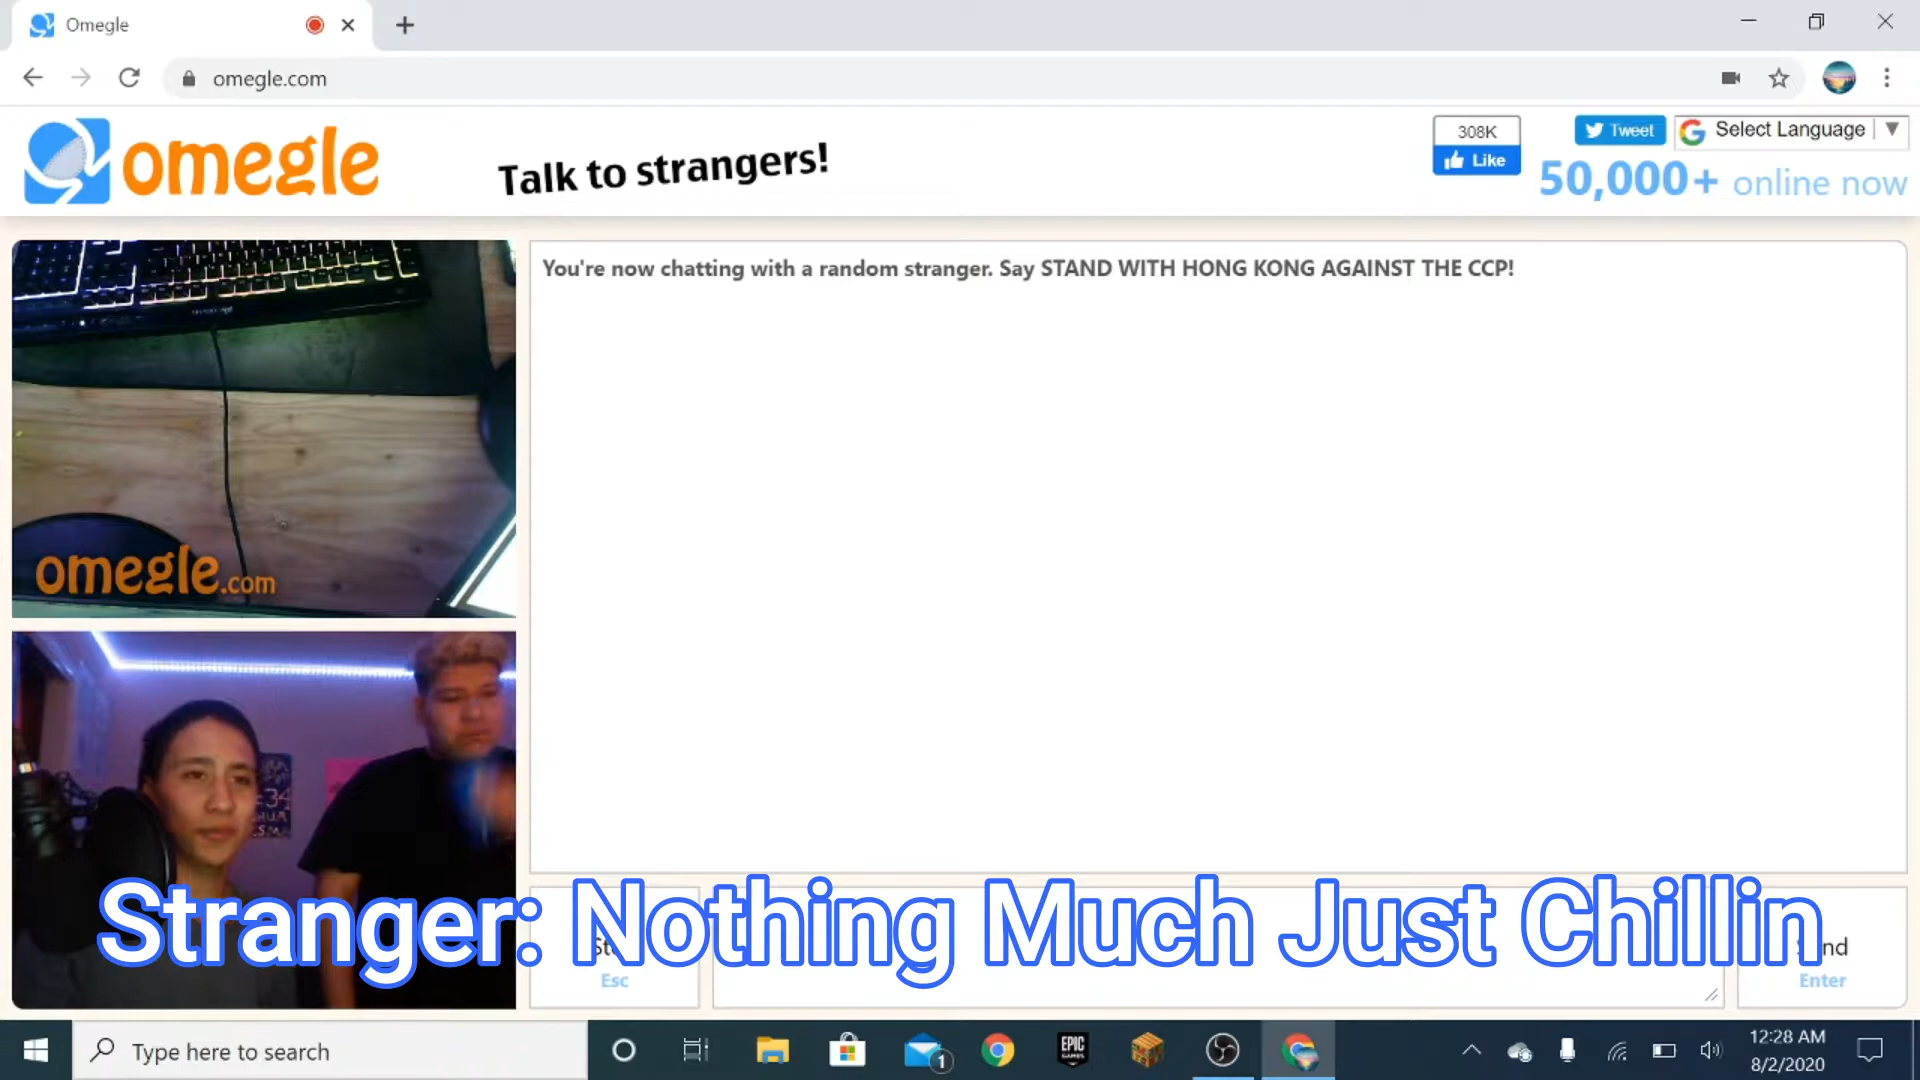 Omegle
omegle.com
omegle
Talk to strangers!
308K
Like
Tweet
Select Language
50,000+ online now
You're now chatting with a random stranger. Say STAND WITH HONG KONG AGAINST THE CCP!
omegle.com
Stranger: Nothing Much Just Chillin
Esc
Enter
Type here to search
EPIC
GAMES
1
12:28 AM
8/2/2020